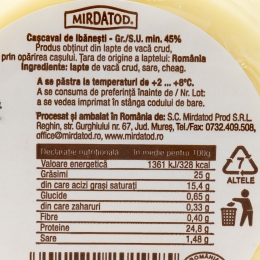 MIRDATOD.
Cașcaval de Ibănești - Gr./S.U. min. 45%
Produs obținut din lapte de vacă crud,
prin opărirea cașului. Țara de origine a laptelui: România
Ingrediente: lapte de vacă crud, sare, cheag.
A se păstra la temperaturi de +2 ... +8°C.
A se consuma de preferință înainte de / Nr. Lot:
a se vedea imprimat în stânga codului de bare.
Procesat și ambalat în România de: S.C. Mirdatod Prod S.R.L.
Reghin, str. Gurghiului nr. 67, Jud. Mureș, Tel/Fax: 0732.409.508,
office@mirdatod.ro, www.mirdatod.ro
Declarație nutrițională în medie pentru 100g
Valoare energetică 1361 kJ/328 kcal
Grăsimi 25 g
din care acizi grași saturați 15,4 g
Glucide 0,65 g
din care zaharuri 0,33 g
Fibre 0,40 g
Proteine 24,8 g
Sare 1,48 g
7
ALTELE
ROMÂNIA